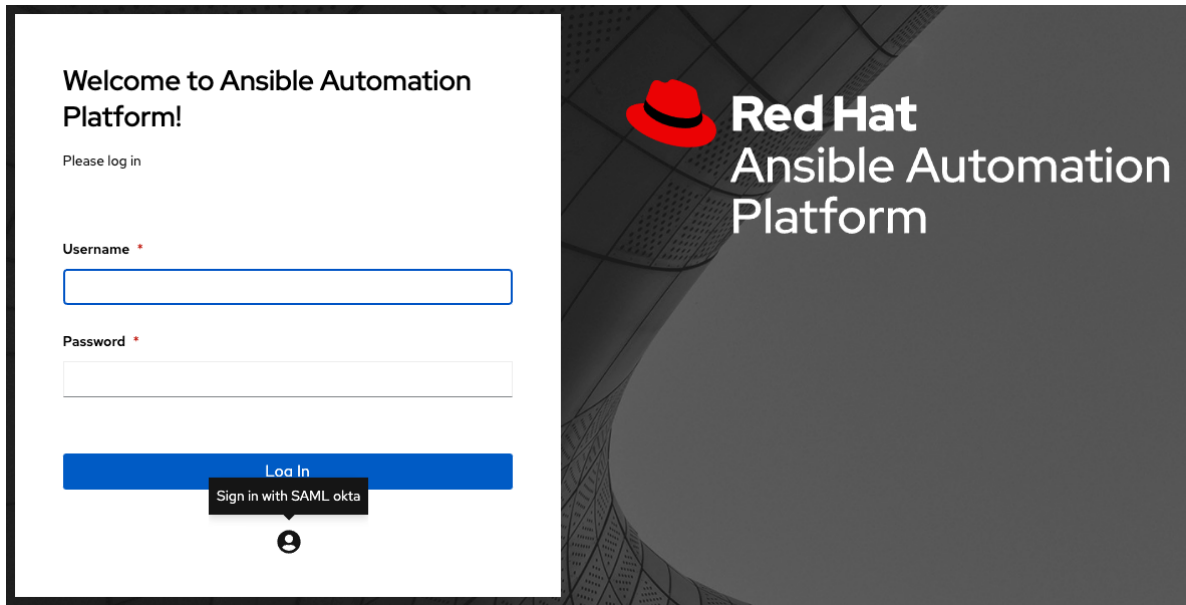 Welcome to Ansible Automation
Platform!
Please log in
Username *
Password *
Log In
Sign in with SAML okta
Red Hat
Ansible Automation
Platform